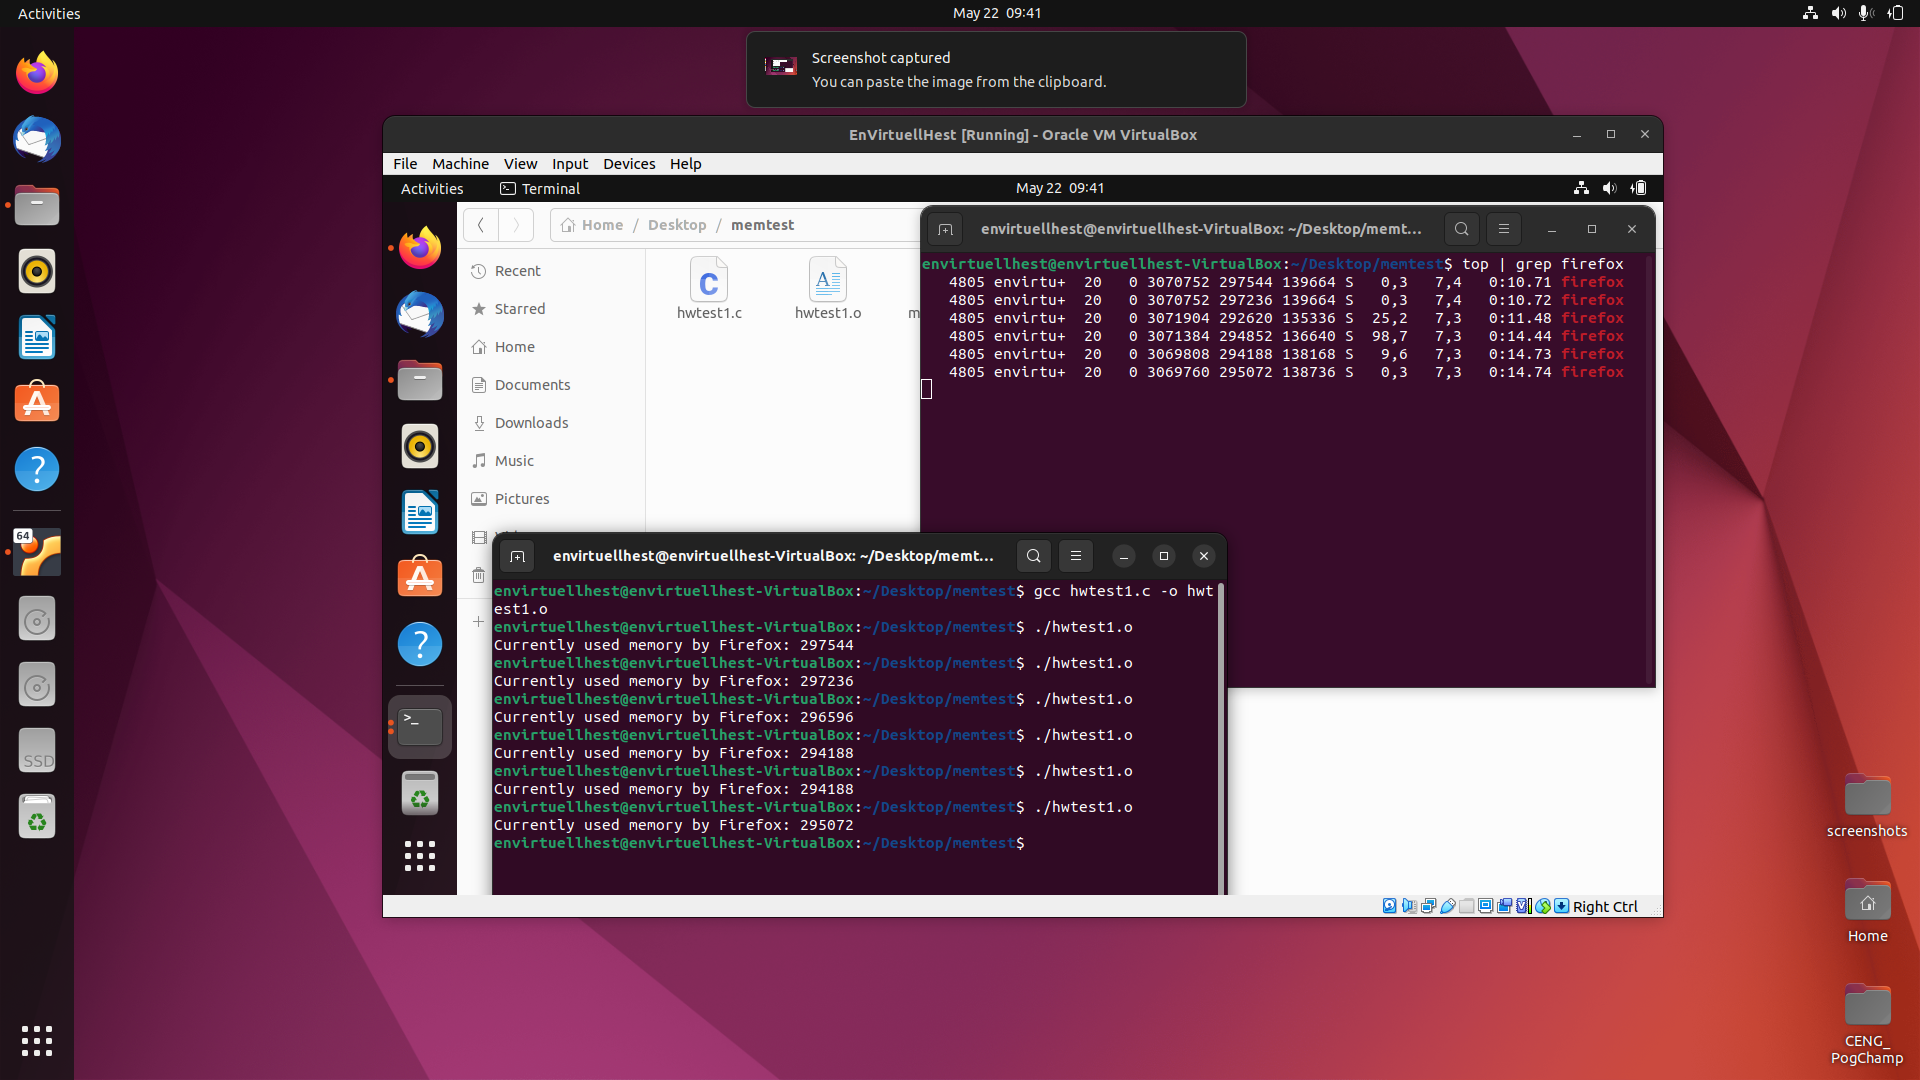 Activities
May 22 09:41
Screenshot captured
You can paste the image from the clipboard.
EnVirtuellHest [Running] - Oracle VM VirtualBox
File Machine View Input Devices Help
Activities Terminal May 22 09:41
Home / Desktop / memtest
Recent
Starred
Home
Documents
Downloads
Music
Pictures
hwtest1.c
hwtest1.o
envirtuellhest@envirtuellhest-VirtualBox: ~/Desktop/memt...
envirtuellhest@envirtuellhest-VirtualBox:~/Desktop/memtest$ top | grep firefox
4805 envirtu+ 20 0 3070752 297544 139664 S 0,3 7,4 0:10.71 firefox
4805 envirtu+ 20 0 3070752 297236 139664 S 0,3 7,4 0:10.72 firefox
4805 envirtu+ 20 0 3071904 292620 135336 S 25,2 7,3 0:11.48 firefox
4805 envirtu+ 20 0 3071384 294852 136640 S 98,7 7,3 0:14.44 firefox
4805 envirtu+ 20 0 3069808 294188 138168 S 9,6 7,3 0:14.73 firefox
4805 envirtu+ 20 0 3069760 295072 138736 S 0,3 7,3 0:14.74 firefox
envirtuellhest@envirtuellhest-VirtualBox: ~/Desktop/memt...
envirtuellhest@envirtuellhest-VirtualBox:~/Desktop/memtest$ gcc hwtest1.c -o hwt
est1.o
envirtuellhest@envirtuellhest-VirtualBox:~/Desktop/memtest$ ./hwtest1.o
Currently used memory by Firefox: 297544
envirtuellhest@envirtuellhest-VirtualBox:~/Desktop/memtest$ ./hwtest1.o
Currently used memory by Firefox: 297236
envirtuellhest@envirtuellhest-VirtualBox:~/Desktop/memtest$ ./hwtest1.o
Currently used memory by Firefox: 296596
envirtuellhest@envirtuellhest-VirtualBox:~/Desktop/memtest$ ./hwtest1.o
Currently used memory by Firefox: 294188
envirtuellhest@envirtuellhest-VirtualBox:~/Desktop/memtest$ ./hwtest1.o
Currently used memory by Firefox: 294188
envirtuellhest@envirtuellhest-VirtualBox:~/Desktop/memtest$ ./hwtest1.o
Currently used memory by Firefox: 295072
envirtuellhest@envirtuellhest-VirtualBox:~/Desktop/memtest$
Right Ctrl
64
SSD
screenshots
Home
CENG_
PogChamp